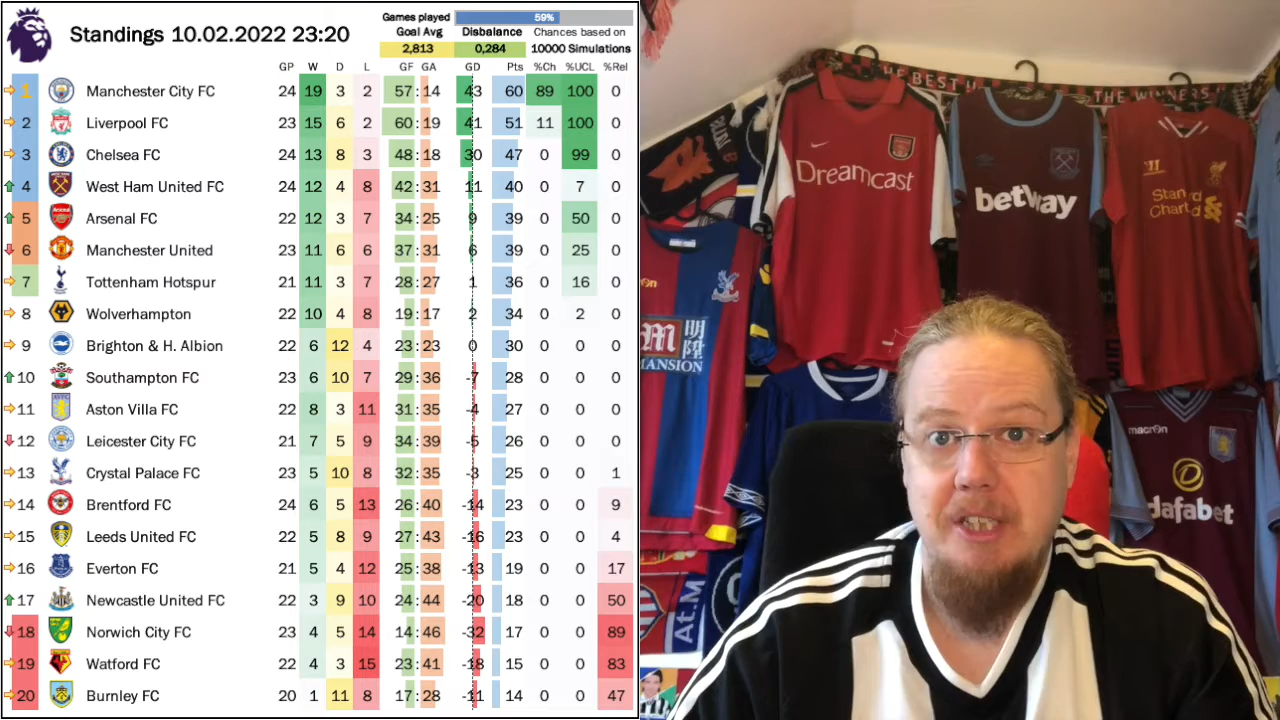 Standings 10.02.2022 23:20
Games played 59%
Goal Avg Disbalance Chances based on
2,813 0,284 10000 Simulations
GP W D L GF GA GD Pts %Ch %UCL %Rel
1 Manchester City FC 24 19 3 2 57:14 43 60 89 100 0
2 Liverpool FC 23 15 6 2 60:19 41 51 11 100 0
3 Chelsea FC 24 13 8 3 48:18 30 47 0 99 0
4 West Ham United FC 24 12 4 8 42:31 11 40 0 7 0
5 Arsenal FC 22 12 3 7 34:25 9 39 0 50 0
6 Manchester United 23 11 6 6 37:31 6 39 0 25 0
7 Tottenham Hotspur 21 11 3 7 28:27 1 36 0 16 0
8 Wolverhampton 22 10 4 8 19:17 2 34 0 2 0
9 Brighton & H. Albion 22 6 12 4 23:23 0 30 0 0 0
10 Southampton FC 23 6 10 7 29:36 -7 28 0 0 0
11 Aston Villa FC 22 8 3 11 31:35 -4 27 0 0 0
12 Leicester City FC 21 7 5 9 34:39 -5 26 0 0 0
13 Crystal Palace FC 23 5 10 8 32:35 -3 25 0 0 1
14 Brentford FC 24 6 5 13 26:40 -14 23 0 0 9
15 Leeds United FC 22 5 8 9 27:43 -16 23 0 0 4
16 Everton FC 21 5 4 12 25:38 -13 19 0 0 17
17 Newcastle United FC 22 3 9 10 24:44 -20 18 0 0 50
18 Norwich City FC 23 4 5 14 14:46 -32 17 0 0 89
19 Watford FC 22 4 3 15 23:41 -18 15 0 0 83
20 Burnley FC 20 1 11 8 17:28 -11 14 0 0 47
HE BEST
THE WINNERS
Dreamcast
betway
Standard
Chartered
MANSION
明
陞
macron
dafabet
At.M